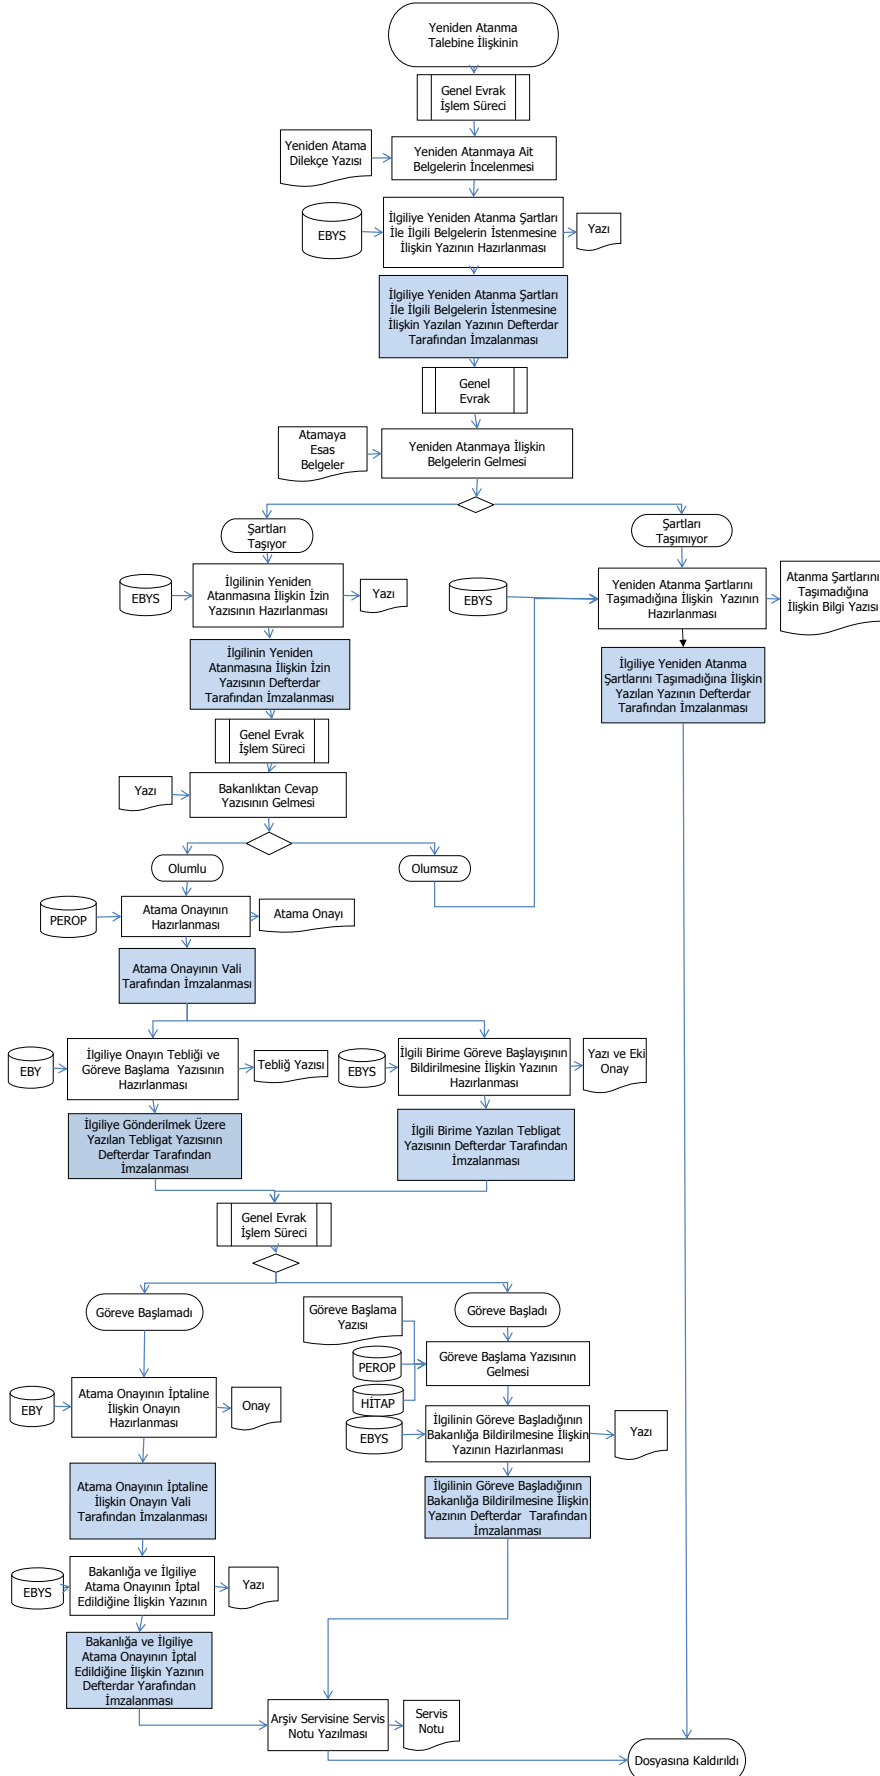 Yeniden Atanma
Talebine İlişkinin
Genel Evrak
İşlem Süreci
Yeniden Atama
Dilekçe Yazısı
Yeniden Atanmaya Ait
Belgelerin İncelenmesi
EBYS
İlgiliye Yeniden Atanma Şartları
İle İlgili Belgelerin İstenmesine
İlişkin Yazının Hazırlanması
Yazı
İlgiliye Yeniden Atanma Şartları
İle İlgili Belgelerin İstenmesine
İlişkin Yazılan Yazının Defterdar
Tarafından İmzalanması
Genel
Evrak
Atamaya
Esas
Belgeler
Yeniden Atanmaya İlişkin
Belgelerin Gelmesi
Şartları
Taşıyor
Şartları
Taşımıyor
EBYS
İlgilinin Yeniden
Atanmasına İlişkin İzin
Yazısının Hazırlanması
Yazı
EBYS
Yeniden Atanma Şartlarını
Taşımadığına İlişkin  Yazının
Hazırlanması
Atanma Şartlarını
Taşımadığına
İlişkin Bilgi Yazısı
İlgilinin Yeniden
Atanmasına İlişkin İzin
Yazısının Defterdar
Tarafından İmzalanması
İlgiliye Yeniden Atanma
Şartlarını Taşımadığına İlişkin
Yazılan Yazının Defterdar
Tarafından İmzalanması
Genel Evrak
İşlem Süreci
Yazı
Bakanlıktan Cevap
Yazısının Gelmesi
Olumlu
Olumsuz
PEROP
Atama Onayının
Hazırlanması
Atama Onayı
Atama Onayının Vali
Tarafından İmzalanması
EBY
İlgiliye Onayın Tebliği ve
Göreve Başlama  Yazısının
Hazırlanması
Tebliğ Yazısı
EBYS
İlgili Birime Göreve Başlayışının
Bildirilmesine İlişkin Yazının
Hazırlanması
Yazı ve Eki
Onay
İlgiliye Gönderilmek Üzere
Yazılan Tebligat Yazısının
Defterdar Tarafından
İmzalanması
İlgili Birime Yazılan Tebligat
Yazısının Defterdar Tarafından
İmzalanması
Genel Evrak
İşlem Süreci
Göreve Başlamadı
Göreve Başlama
Yazısı
Göreve Başladı
PEROP
HİTAP
Göreve Başlama Yazısının
Gelmesi
EBY
Atama Onayının İptaline
İlişkin Onayın
Hazırlanması
Onay
EBYS
İlgilinin Göreve Başladığının
Bakanlığa Bildirilmesine İlişkin
Yazının Hazırlanması
Yazı
Atama Onayının İptaline
İlişkin Onayın Vali
Tarafından İmzalanması
İlgilinin Göreve Başladığının
Bakanlığa Bildirilmesine İlişkin
Yazının Defterdar  Tarafından
İmzalanması
EBYS
Bakanlığa ve İlgiliye
Atama Onayının İptal
Edildiğine İlişkin Yazının
Yazı
Bakanlığa ve İlgiliye
Atama Onayının İptal
Edildiğine İlişkin Yazının
Defterdar Yarafından
İmzalanması
Arşiv Servisine Servis
Notu Yazılması
Servis
Notu
Dosyasına Kaldırıldı